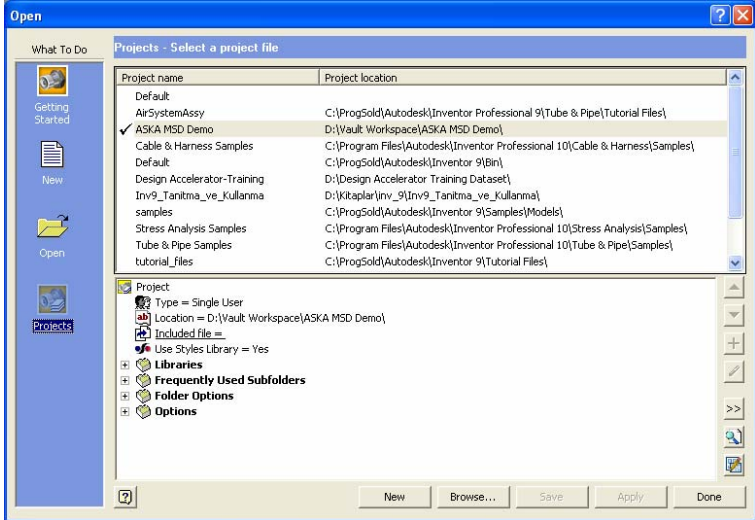 Open
What To Do
Getting
Started
New
Open
Projects
Projects - Select a project file
Project name Project location
Default
AirSystemAssy C:\ProgSold\Autodesk\Inventor Professional 9\Tube & Pipe\Tutorial Files\
ASKA MSD Demo D:\Vault Workspace\ASKA MSD Demo\
Cable & Harness Samples C:\Program Files\Autodesk\Inventor Professional 10\Cable & Harness\Samples\
Default C:\ProgSold\Autodesk\Inventor 9\Bin\
Design Accelerator-Training D:\Design Accelerator Training Dataset\
Inv9_Tanitma_ve_Kullanma D:\Kitaplar\inv_9\Inv9_Tanitma_ve_Kullanma\
samples C:\ProgSold\Autodesk\Inventor 9\Samples\Models\
Stress Analysis Samples C:\Program Files\Autodesk\Inventor Professional 10\Stress Analysis\Samples\
Tube & Pipe Samples C:\Program Files\Autodesk\Inventor Professional 10\Tube & Pipe\Samples\
tutorial_files C:\ProgSold\Autodesk\Inventor 9\Tutorial Files\
Project
Type = Single User
Location = D:\Vault Workspace\ASKA MSD Demo\
Included file =
Use Styles Library = Yes
Libraries
Frequently Used Subfolders
Folder Options
Options
>>
New Browse... Save Apply Done